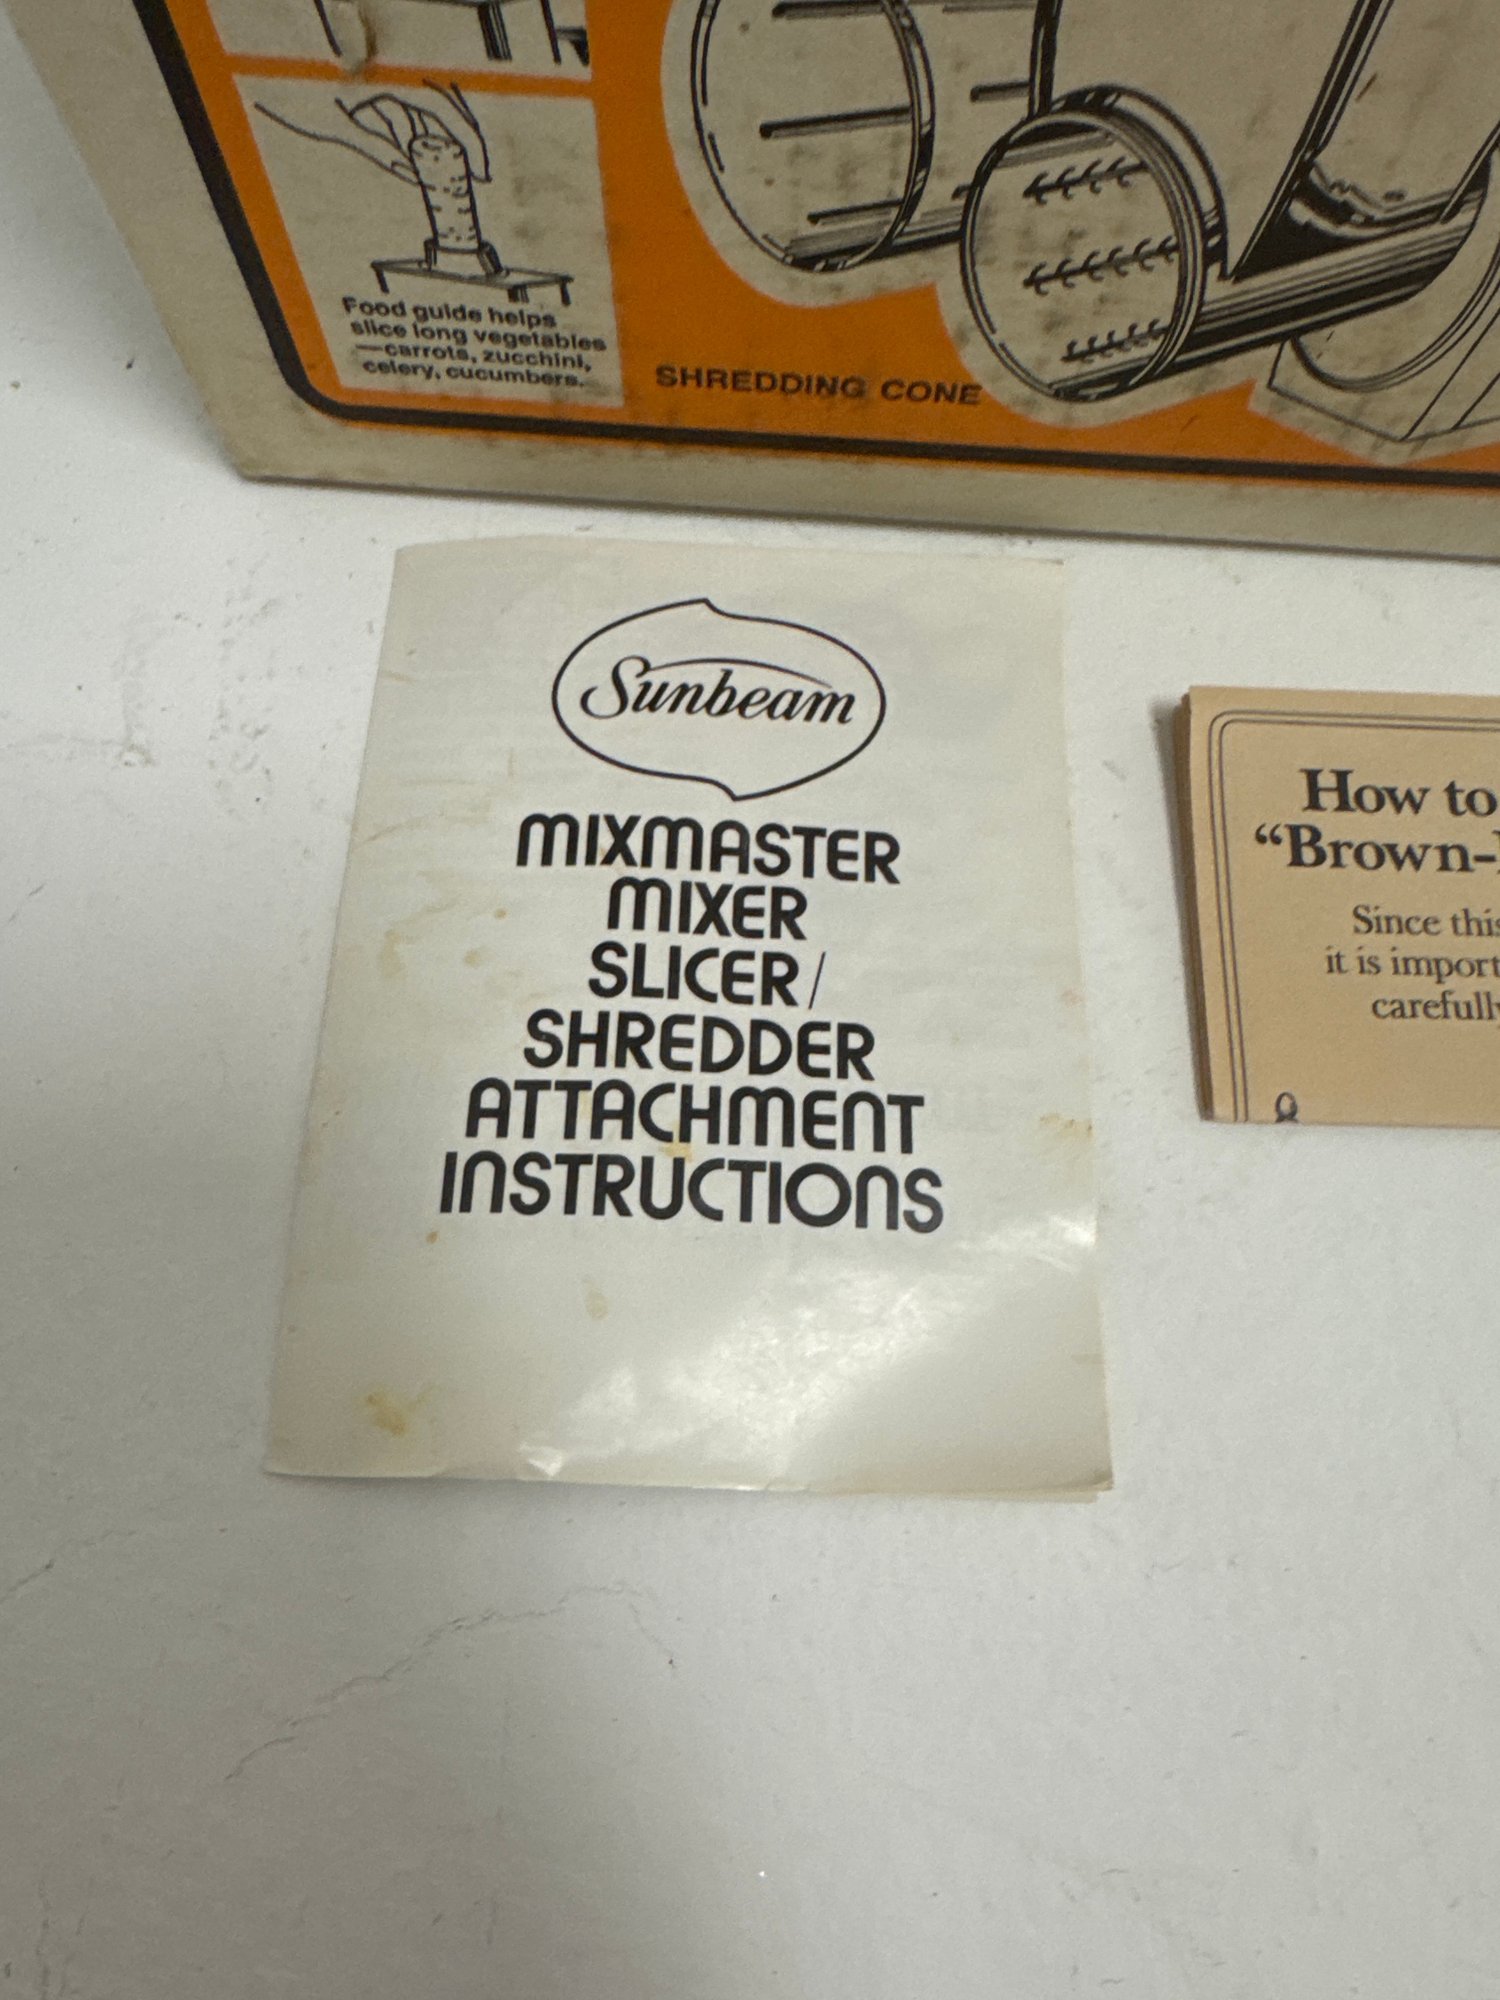 Food guide helps
slice long vegetables
—carrots, zucchini,
celery, cucumbers.
SHREDDING CONE
Sunbeam
MIXMASTER
MIXER
SLICER/
SHREDDER
ATTACHMENT
INSTRUCTIONS
How to
“Brown-
Since this
it is import
carefully